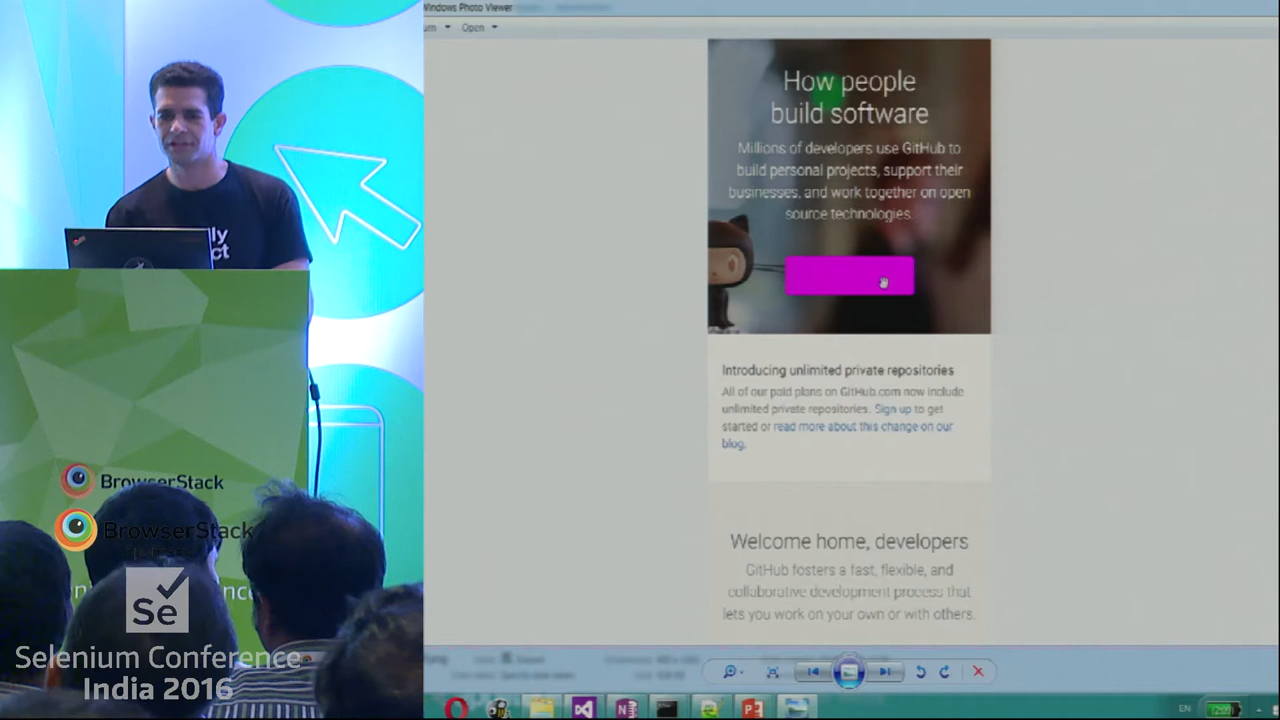 Windows Photo Viewer
Open
How people
build software
Millions of developers use GitHub to
build personal projects, support their
businesses, and work together on open
source technologies.
Introducing unlimited private repositories
All of our paid plans on GitHub.com now include
unlimited private repositories. Sign up to get
started or read more about this change on our
blog.
Welcome home, developers
GitHub fosters a fast, flexible, and
collaborative development process that
lets you work on your own or with others.
EN
BrowserStack
BrowserStack
Se
Selenium Conference
India 2016